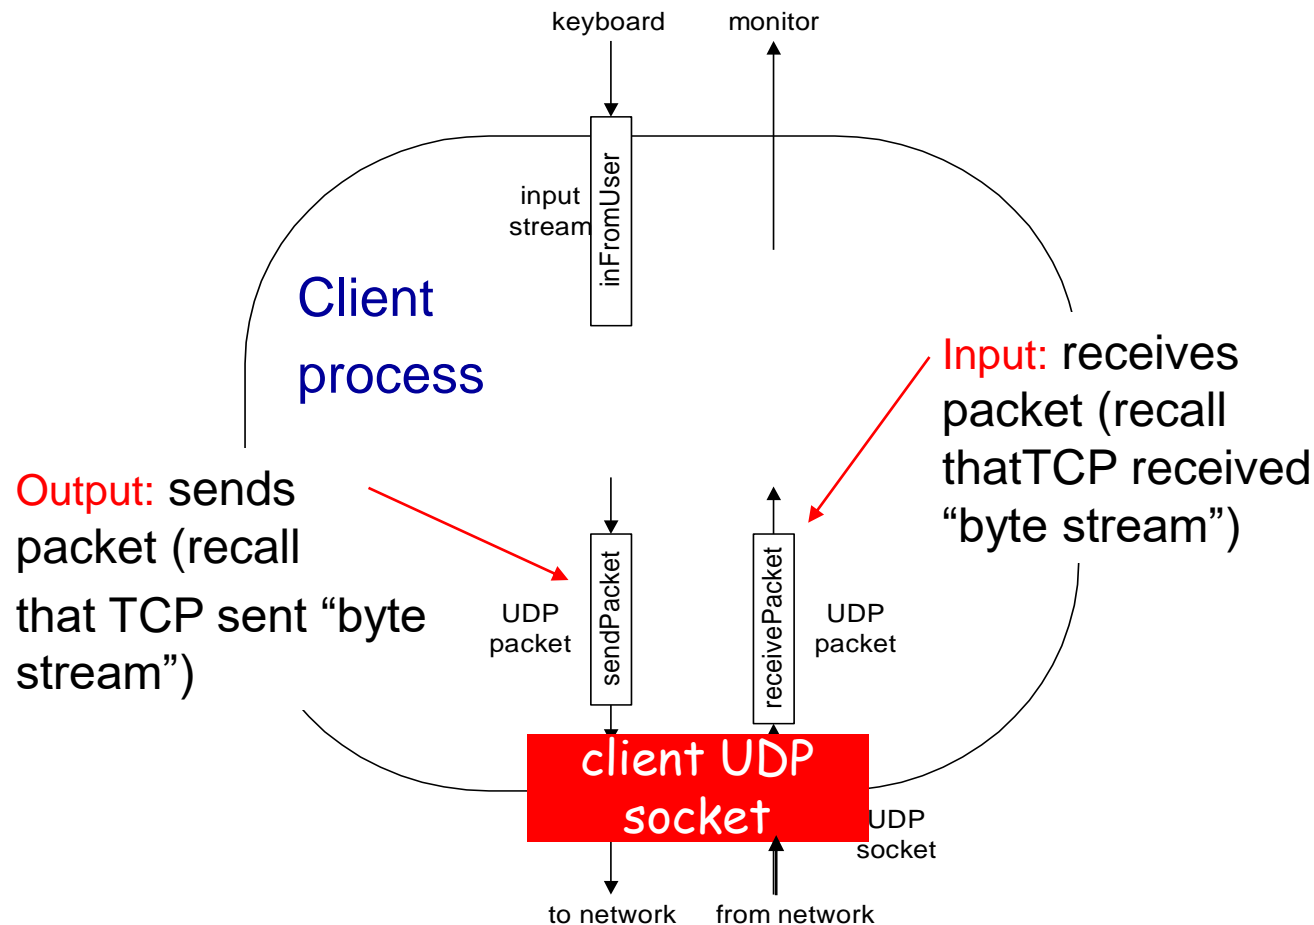 keyboard
monitor
input
stream
inFromUser
Client
process
Input: receives
packet (recall
thatTCP received
“byte stream”)
Output: sends
packet (recall
that TCP sent “byte
stream”)
UDP
packet
sendPacket
receivePacket
UDP
packet
client UDP
socket
UDP
socket
to network
from network